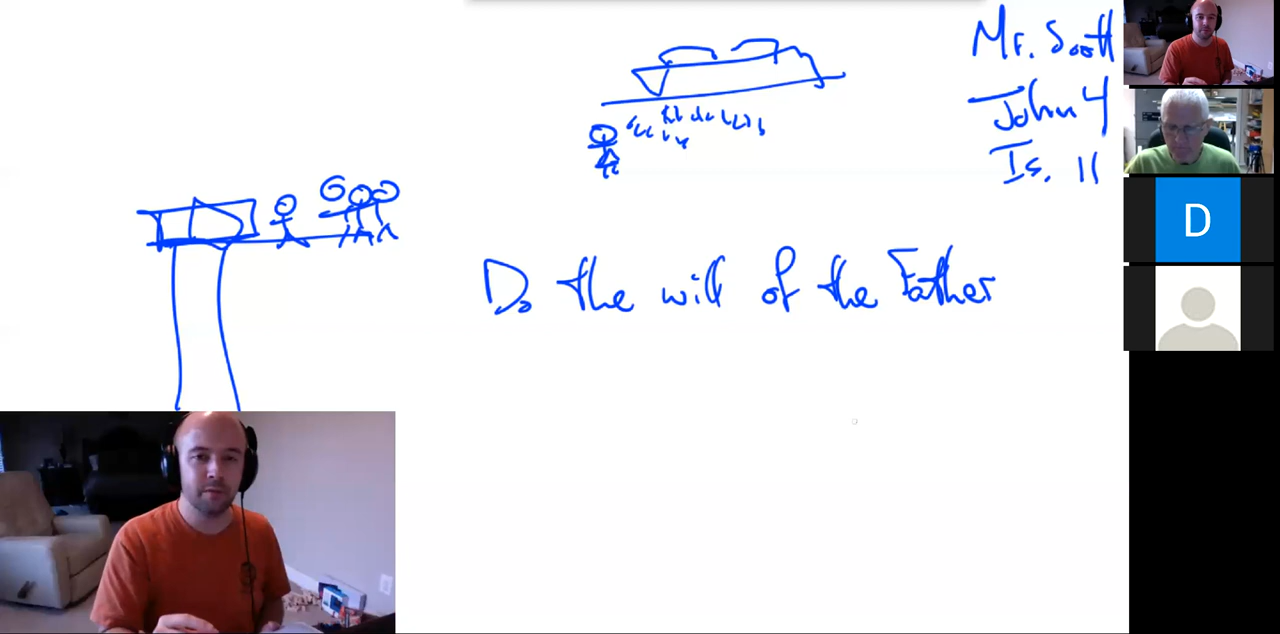 Mr. Scott
John 4
Is. 11
D
Do the will of the Father